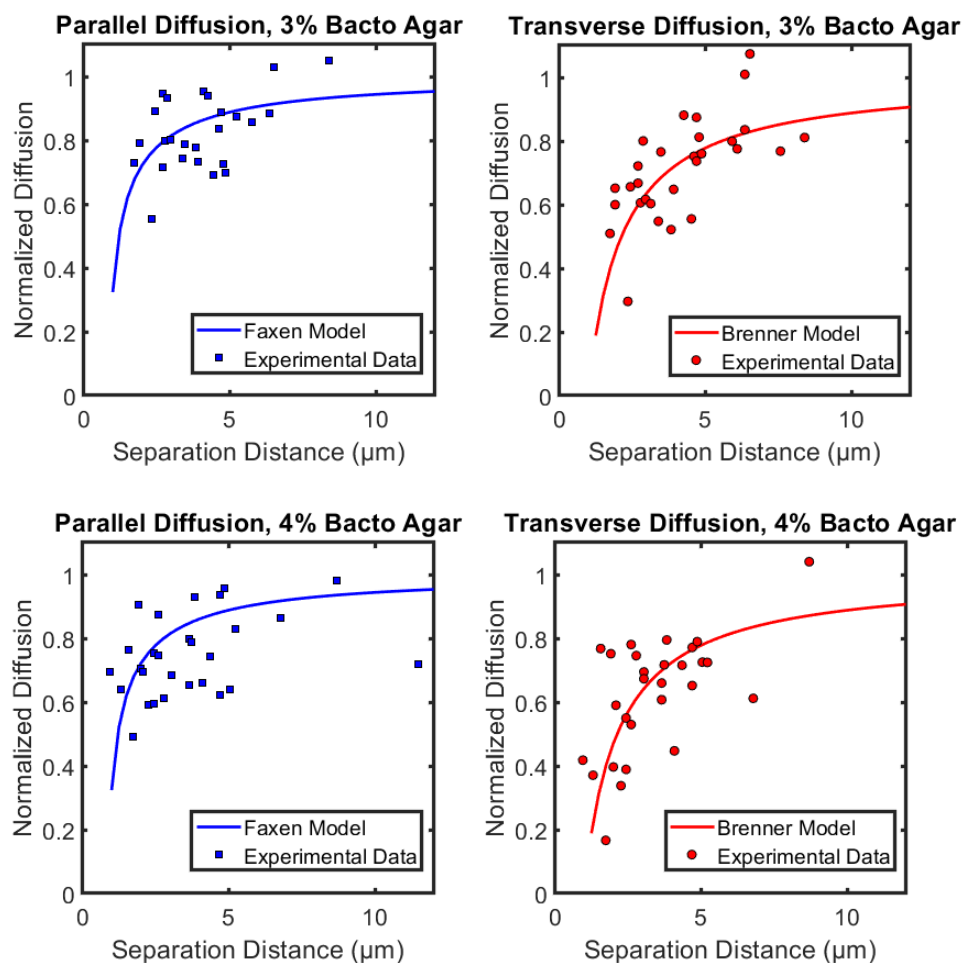 Parallel Diffusion, 3% Bacto Agar
Normalized Diffusion
1
0.8
0.6
0.4
0.2
0
Faxen Model
Experimental Data
0 5 10
Separation Distance (µm)
Transverse Diffusion, 3% Bacto Agar
Normalized Diffusion
1
0.8
0.6
0.4
0.2
0
Brenner Model
Experimental Data
0 5 10
Separation Distance (µm)
Parallel Diffusion, 4% Bacto Agar
Normalized Diffusion
1
0.8
0.6
0.4
0.2
0
Faxen Model
Experimental Data
0 5 10
Separation Distance (µm)
Transverse Diffusion, 4% Bacto Agar
Normalized Diffusion
1
0.8
0.6
0.4
0.2
0
Brenner Model
Experimental Data
0 5 10
Separation Distance (µm)